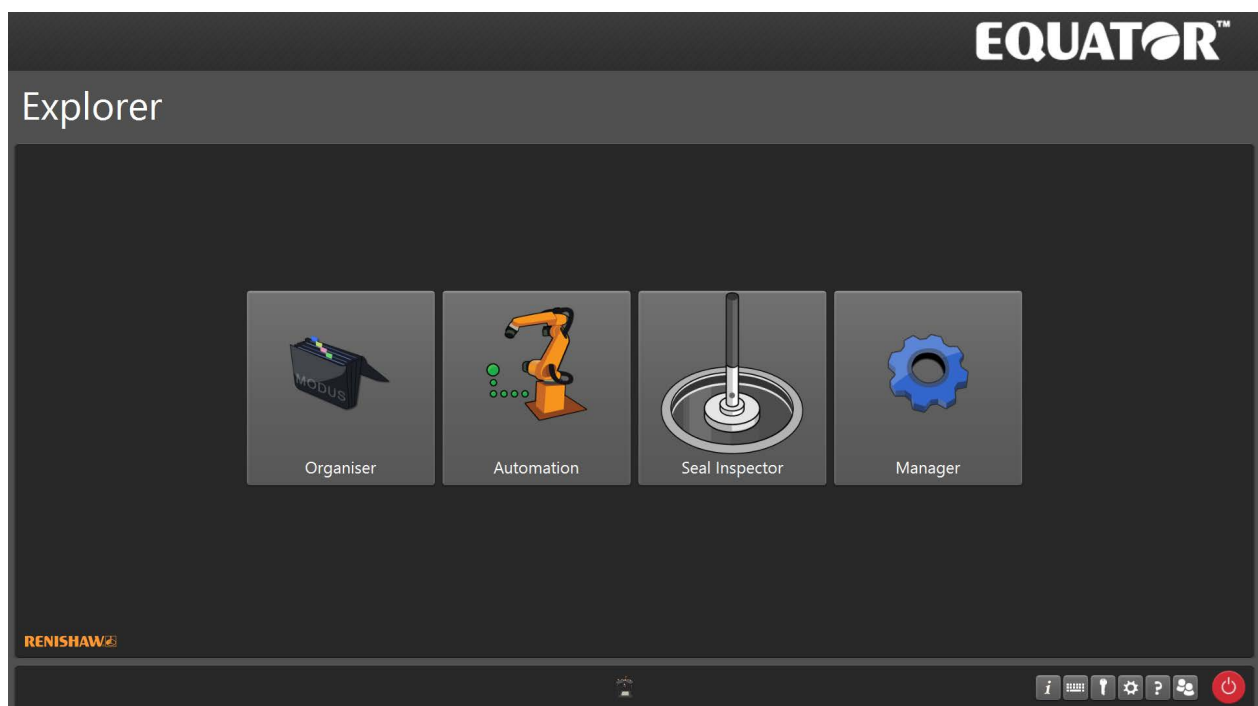 EQUATOR™
Explorer
MODUS
Organiser
Automation
Seal Inspector
Manager
RENISHAW
i
?